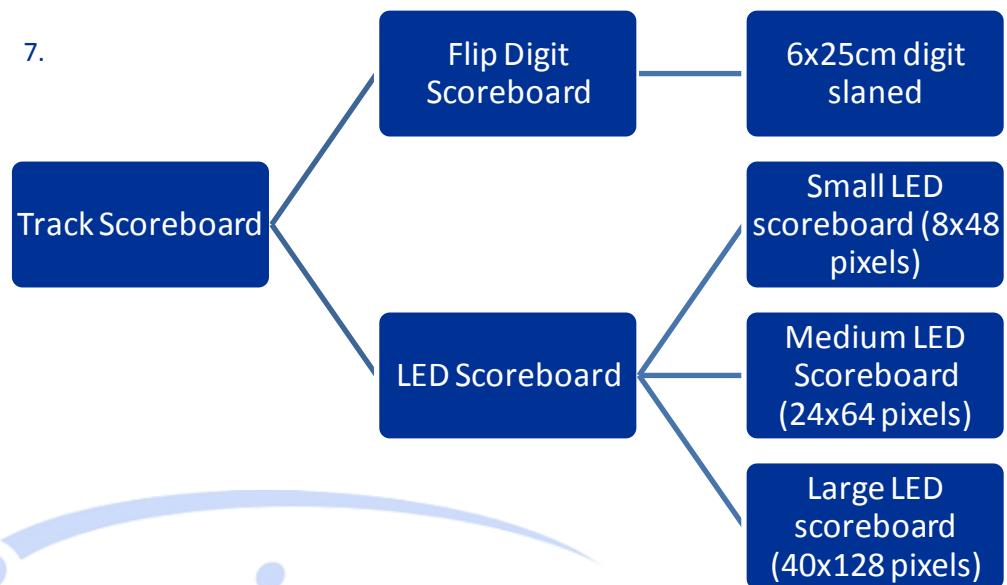 7.
Flip Digit
Scoreboard
6x25cm digit
slaned
Track Scoreboard
Small LED
scoreboard (8x48
pixels)
LED Scoreboard
Medium LED
Scoreboard
(24x64 pixels)
Large LED
scoreboard
(40x128 pixels)